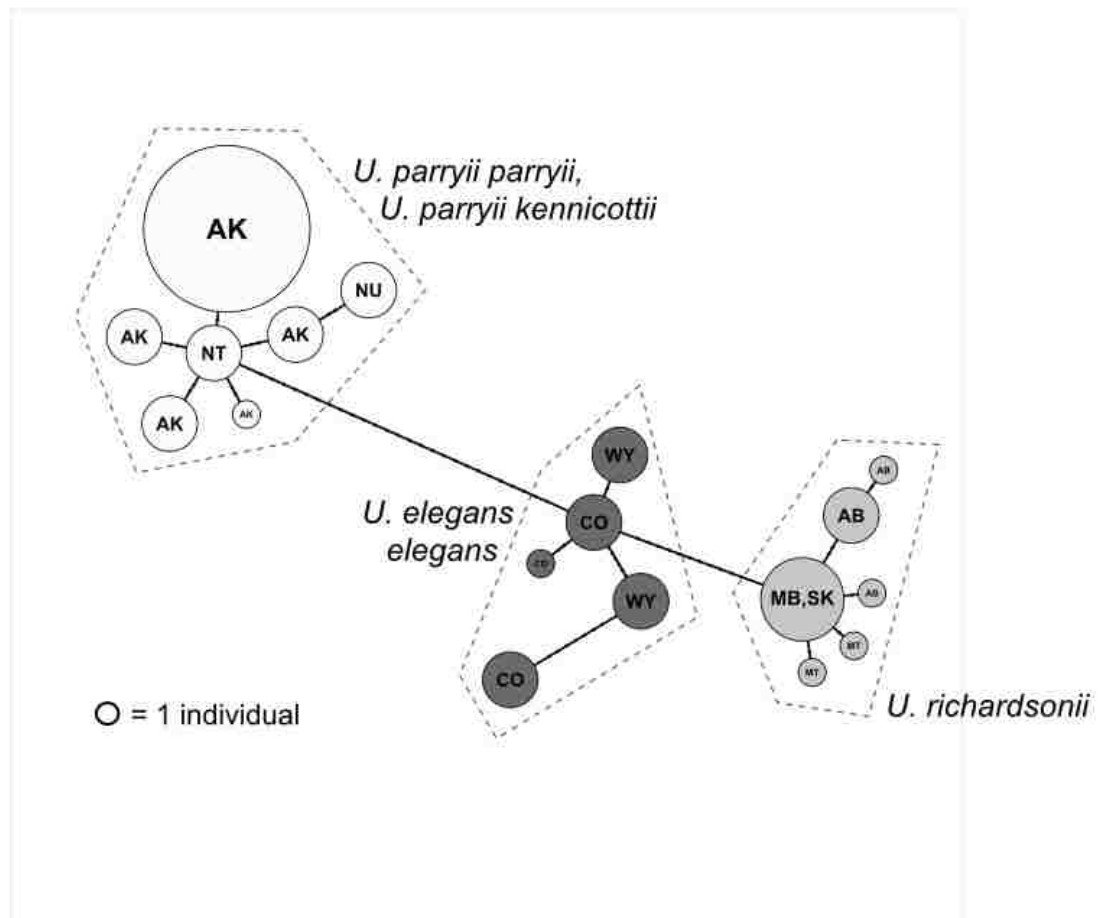 U. parryii parryii,
U. parryii kennicottii
AK
NU
AK
AK
NT
AK
AK
WY
U. elegans
elegans
CO
CO
WY
CO
AB
AB
MB,SK
AB
MT
MT
U. richardsonii
= 1 individual